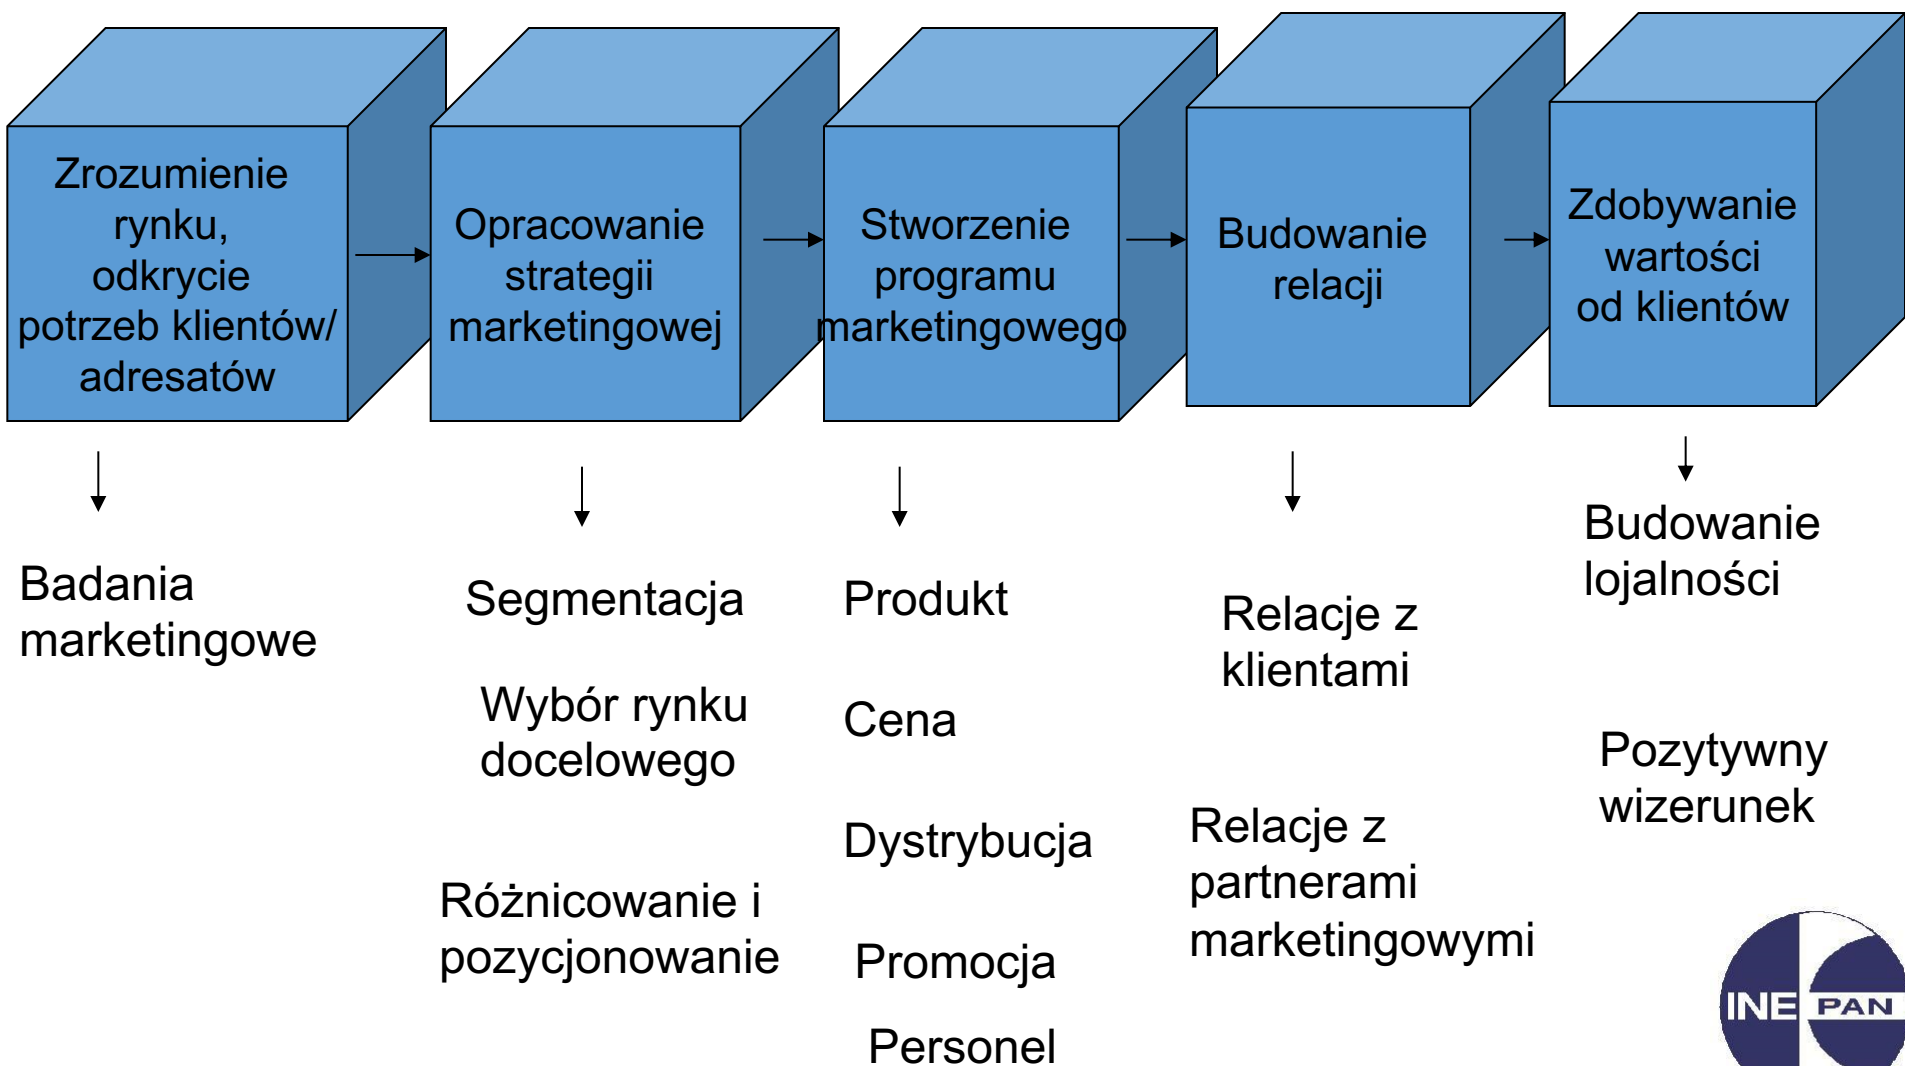 Zrozumienie
rynku,
odkrycie
potrzeb klientów/
adresatów
Opracowanie
strategii
marketingowej
Stworzenie
programu
marketingowego
Budowanie
relacji
Zdobywanie
wartości
od klientów
Badania
marketingowe
Segmentacja
Wybór rynku
docelowego
Różnicowanie i
pozycjonowanie
Produkt
Cena
Dystrybucja
Promocja
Personel
Relacje z
klientami
Relacje z
partnerami
marketingowymi
Budowanie
lojalności
Pozytywny
wizerunek
INE PAN